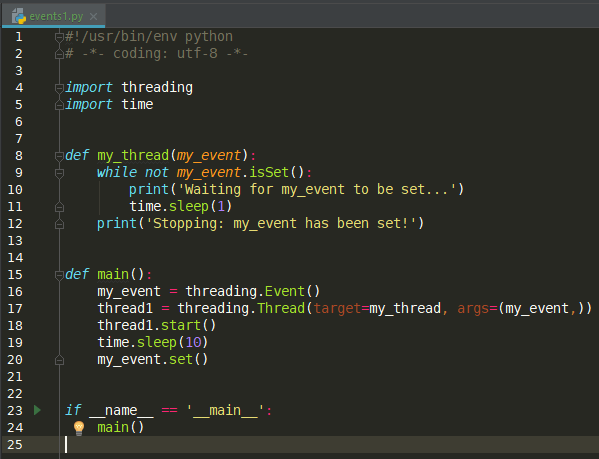 events1.py
1 #!/usr/bin/env python
2 # -*- coding: utf-8 -*-
3
4 import threading
5 import time
6
7
8 def my_thread(my_event):
9     while not my_event.isSet():
10         print('Waiting for my_event to be set...')
11         time.sleep(1)
12     print('Stopping: my_event has been set!')
13
14
15 def main():
16     my_event = threading.Event()
17     thread1 = threading.Thread(target=my_thread, args=(my_event,))
18     thread1.start()
19     time.sleep(10)
20     my_event.set()
21
22
23 if __name__ == '__main__':
24     main()
25